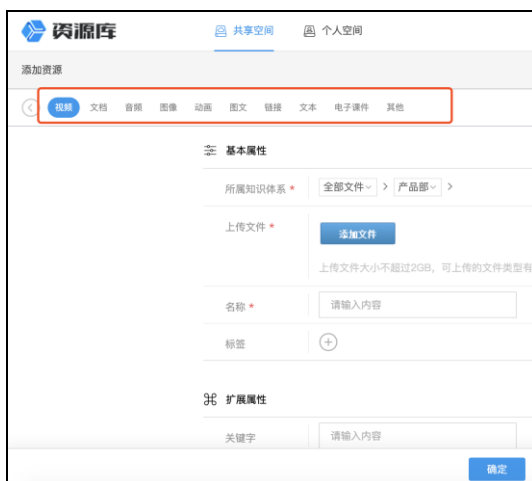 资源库 共享空间 个人空间
添加资源
视频 文档 音频 图像 动画 图文 链接 文本 电子课件 其他
基本属性
所属知识体系 * 全部文件 > 产品部 >
上传文件 * 添加文件
上传文件大小不超过2GB，可上传的文件类型有
名称 * 请输入内容
标签
扩展属性
关键字 请输入内容
确定